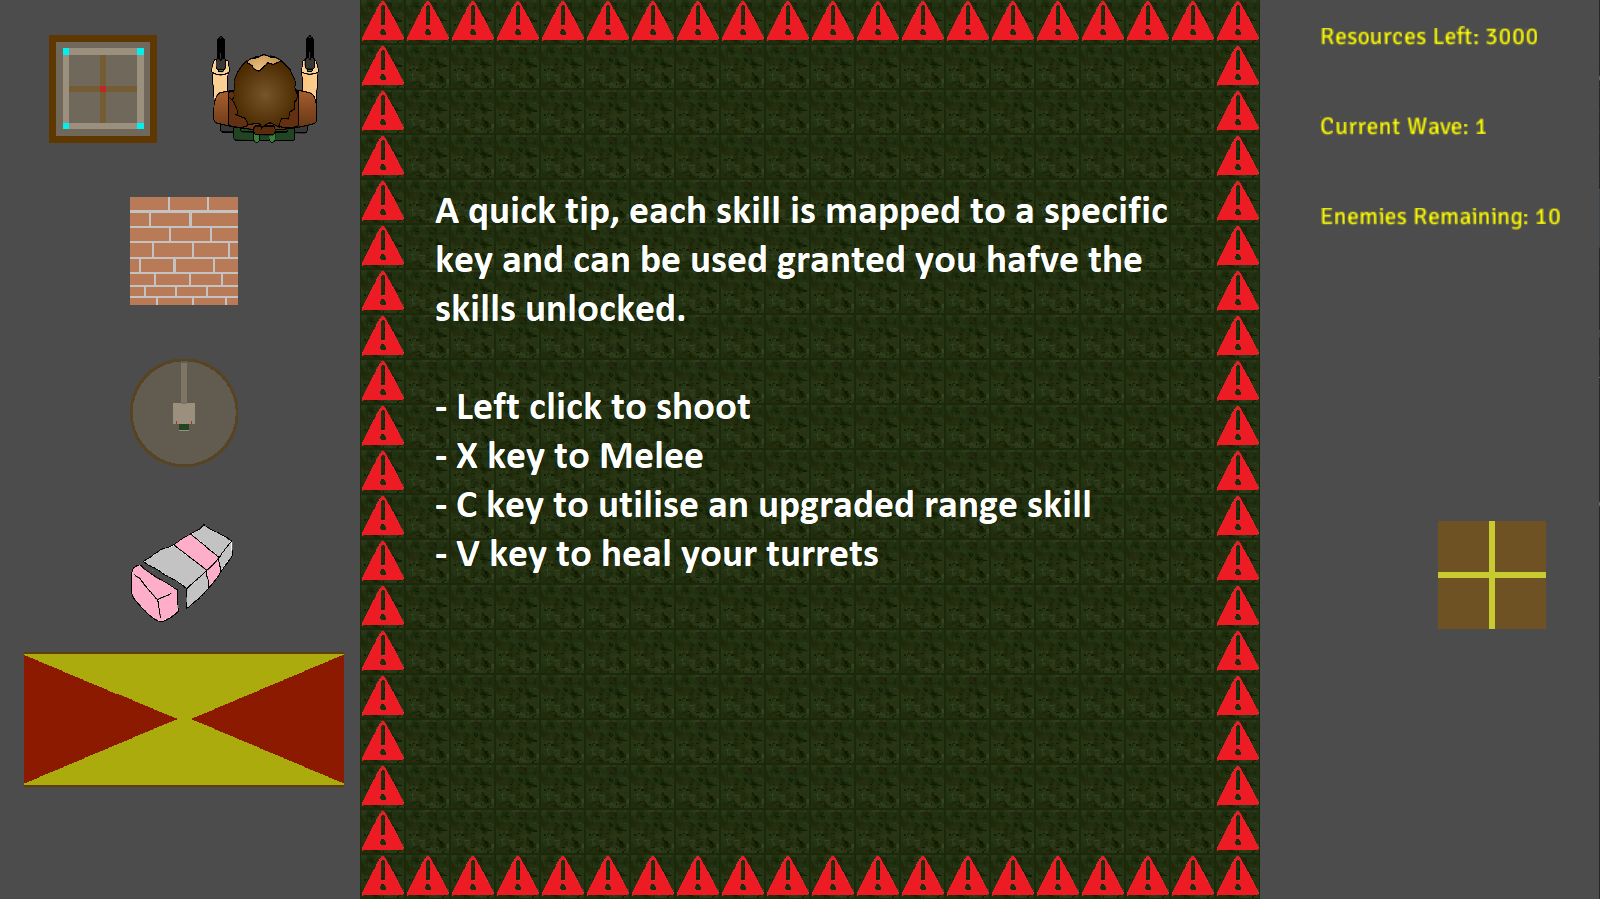 Resources Left: 3000
Current Wave: 1
Enemies Remaining: 10
A quick tip, each skill is mapped to a specific
key and can be used granted you hafve the
skills unlocked.
- Left click to shoot
- X key to Melee
- C key to utilise an upgraded range skill
- V key to heal your turrets